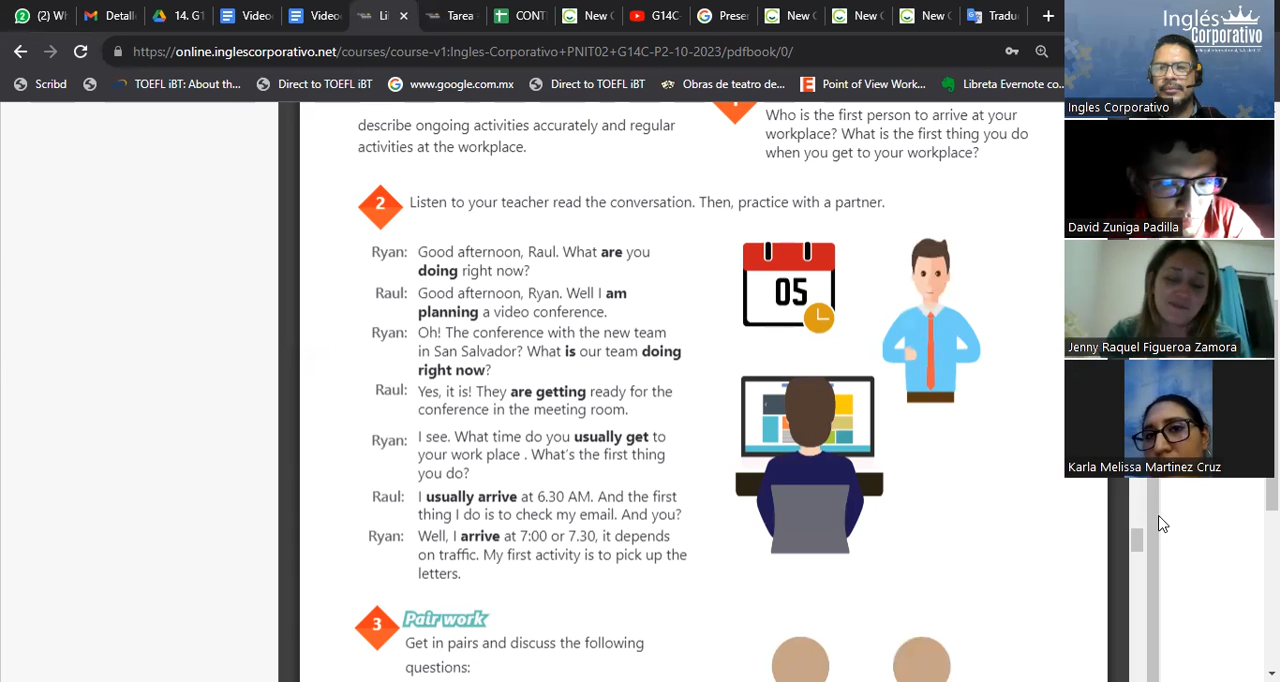 (2) W
Detall
14. G1
Video
Video
Li
Tarea
CONT
New C
G14C-
Prese
New C
New C
New C
Tradu
https://online.inglescorporativo.net/courses/course-v1:Ingles-Corporativo+PNIT02+G14C-P2-10-2023/pdfbook/0/
Scribd
TOEFL iBT: About th...
Direct to TOEFL iBT
www.google.com.mx
Direct to TOEFL iBT
Obras de teatro de...
Point of View Work...
Libreta Evernote co...
Inglés
Corporativo
Ingles Corporativo
David Zuniga Padilla
Jenny Raquel Figueroa Zamora
Karla Melissa Martinez Cruz
describe ongoing activities accurately and regular
activities at the workplace.
Who is the first person to arrive at your
workplace? What is the first thing you do
when you get to your workplace?
2 Listen to your teacher read the conversation. Then, practice with a partner.
Ryan: Good afternoon, Raul. What are you
doing right now?
Raul: Good afternoon, Ryan. Well I am
planning a video conference.
Ryan: Oh! The conference with the new team
in San Salvador? What is our team doing
right now?
Raul: Yes, it is! They are getting ready for the
conference in the meeting room.
Ryan: I see. What time do you usually get to
your work place . What's the first thing
you do?
Raul: I usually arrive at 6.30 AM. And the first
thing I do is to check my email. And you?
Ryan: Well, I arrive at 7:00 or 7.30, it depends
on traffic. My first activity is to pick up the
letters.
05
3 Pair work
Get in pairs and discuss the following
questions: